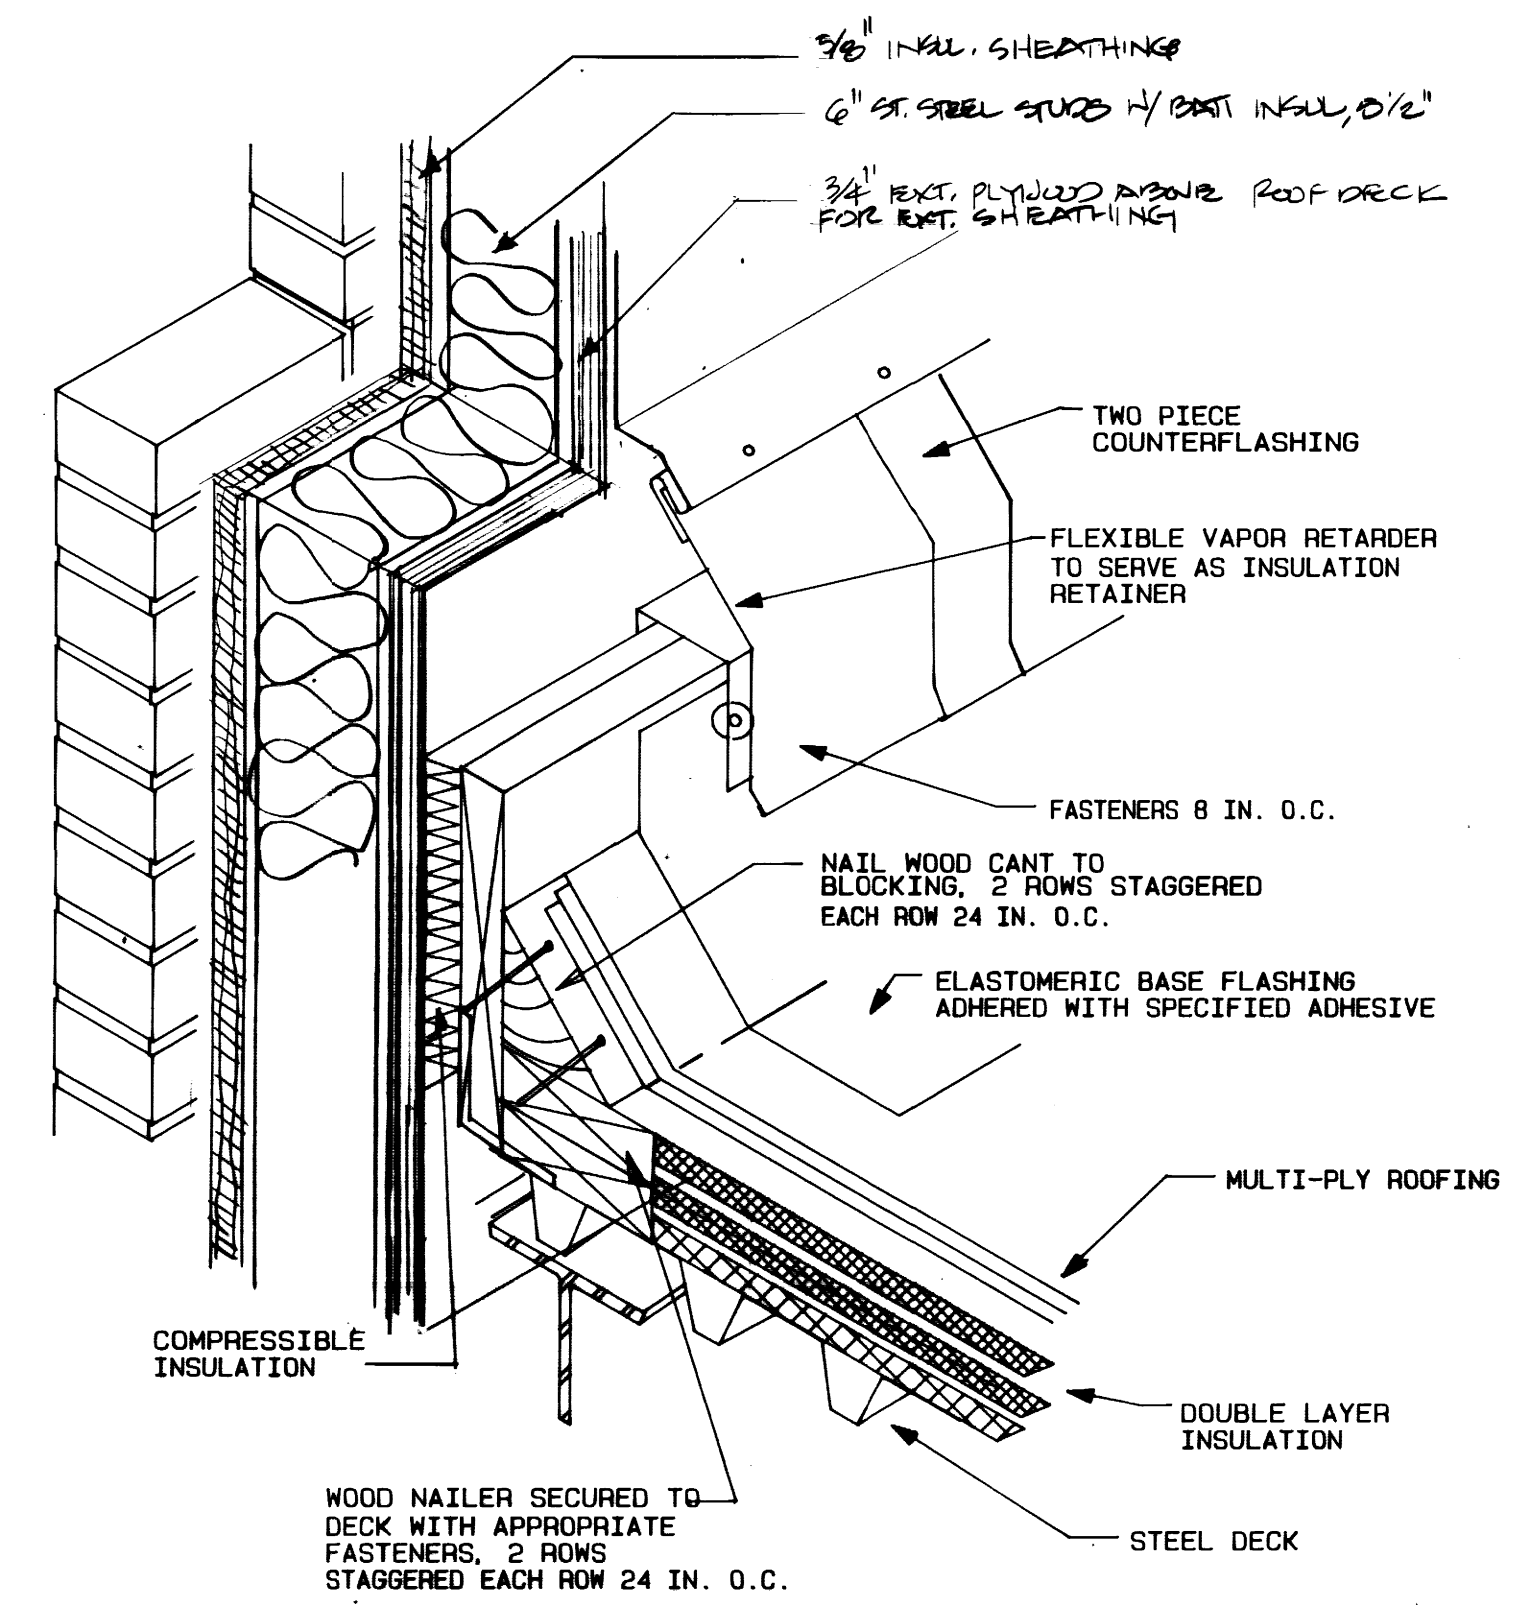 5/8" INSUL. SHEATHING
6" ST. STEEL STUDS W/ BATT INSUL, 5 1/2"
3/4" EXT. PLYWOOD ABOVE ROOF DECK
FOR EXT. SHEATHING
TWO PIECE
COUNTERFLASHING
FLEXIBLE VAPOR RETARDER
TO SERVE AS INSULATION
RETAINER
FASTENERS 8 IN. O.C.
NAIL WOOD CANT TO
BLOCKING, 2 ROWS STAGGERED
EACH ROW 24 IN. O.C.
ELASTOMERIC BASE FLASHING
ADHERED WITH SPECIFIED ADHESIVE
MULTI-PLY ROOFING
COMPRESSIBLE
INSULATION
DOUBLE LAYER
INSULATION
WOOD NAILER SECURED TO
DECK WITH APPROPRIATE
FASTENERS, 2 ROWS
STAGGERED EACH ROW 24 IN. O.C.
STEEL DECK